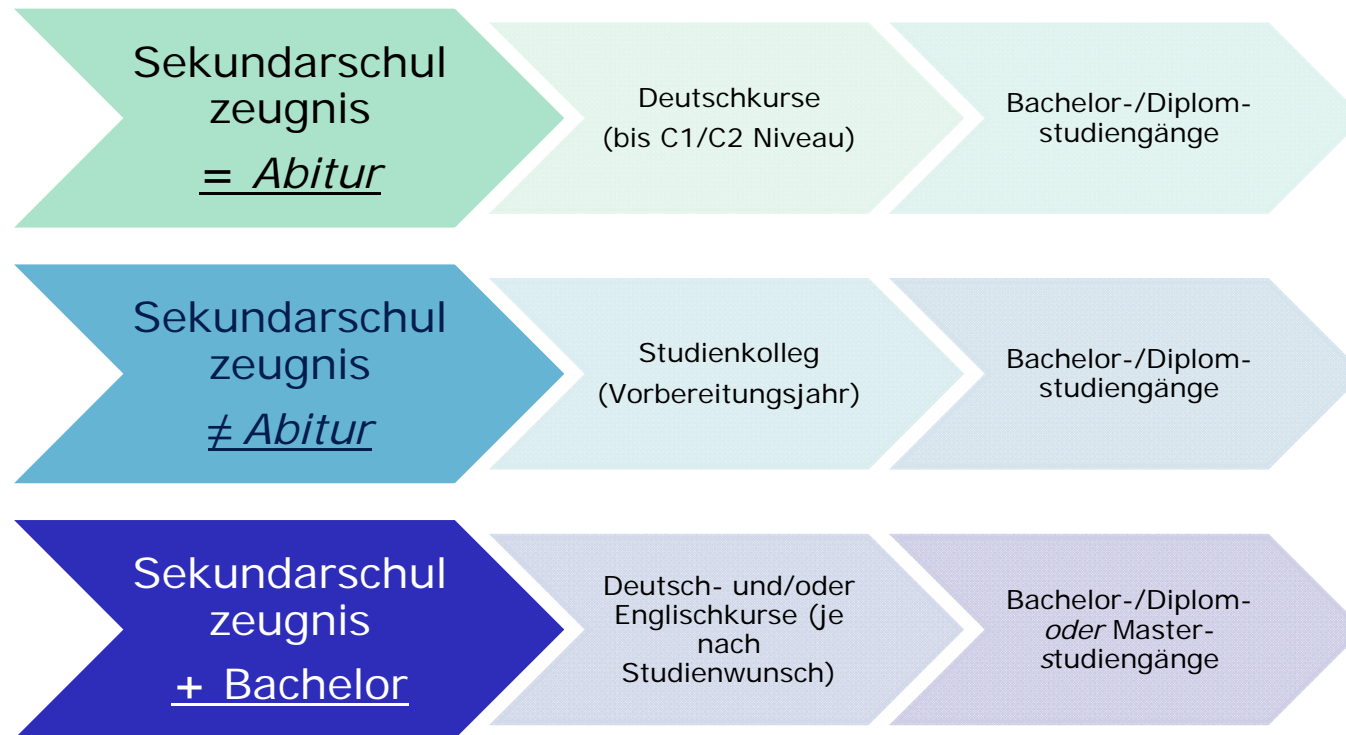 Sekundarschul
zeugnis
= Abitur
Deutschkurse
(bis C1/C2 Niveau)
Bachelor-/Diplom-
studiengänge
Sekundarschul
zeugnis
≠ Abitur
Studienkolleg
(Vorbereitungsjahr)
Bachelor-/Diplom-
studiengänge
Sekundarschul
zeugnis
+ Bachelor
Deutsch- und/oder
Englischkurse (je
nach
Studienwunsch)
Bachelor-/Diplom-
oder Master-
studiengänge